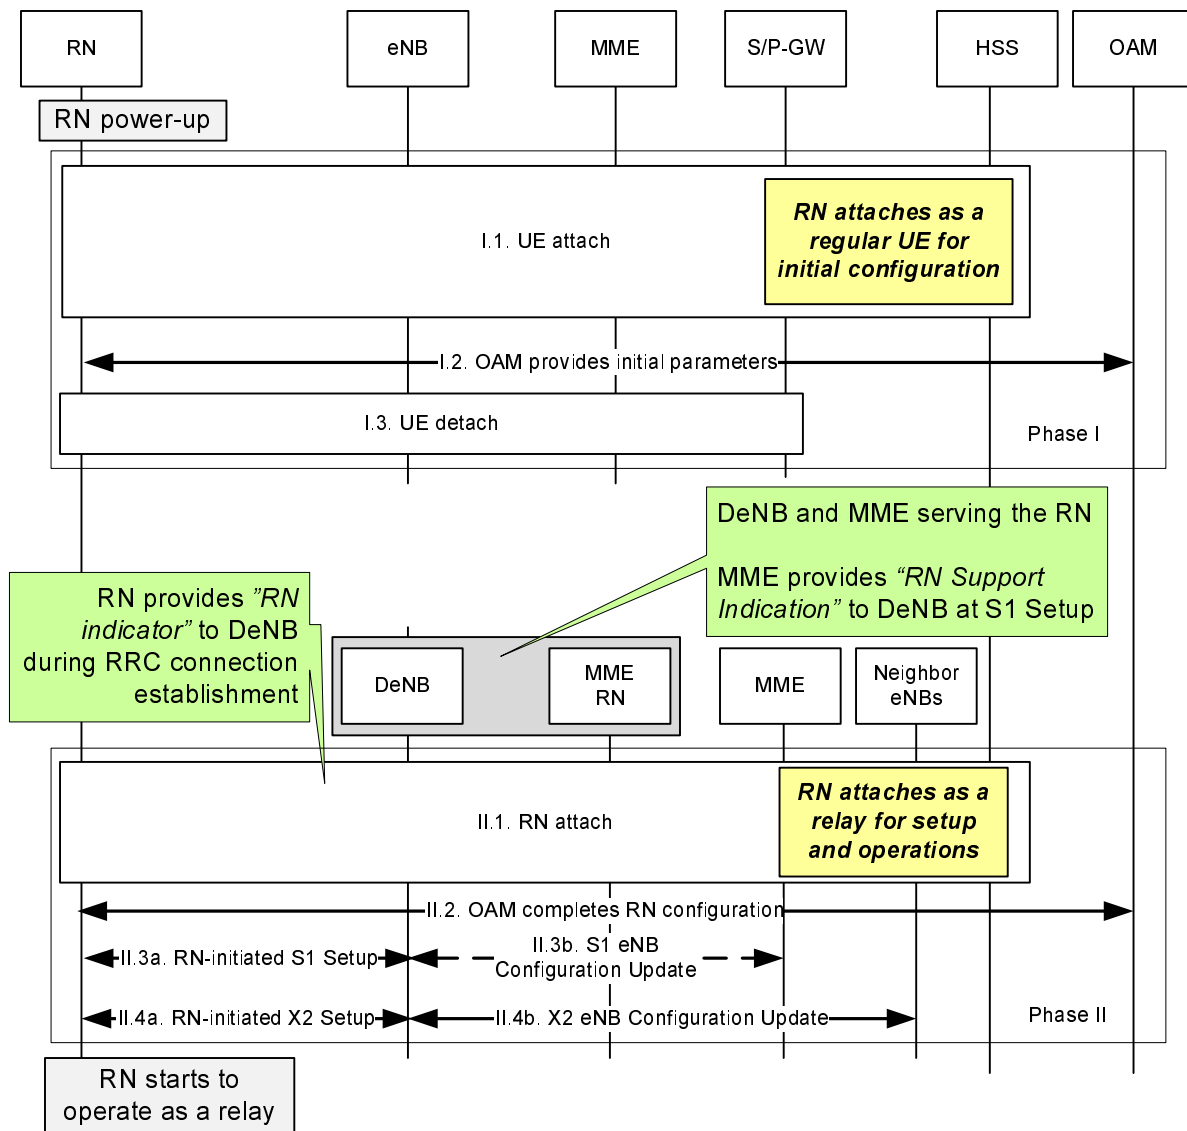 RN
eNB
MME
S/P-GW
HSS
OAM
RN power-up
I.1. UE attach
RN attaches as a
regular UE for
initial configuration
I.2. OAM provides initial parameters
I.3. UE detach
Phase I
DeNB and MME serving the RN
MME provides “RN Support
Indication” to DeNB at S1 Setup
RN provides ”RN
indicator” to DeNB
during RRC connection
establishment
DeNB
MME
RN
MME
Neighbor
eNBs
II.1. RN attach
RN attaches as a
relay for setup
and operations
II.2. OAM completes RN configuration
II.3a. RN-initiated S1 Setup
II.3b. S1 eNB
Configuration Update
II.4a. RN-initiated X2 Setup
II.4b. X2 eNB Configuration Update
Phase II
RN starts to
operate as a relay